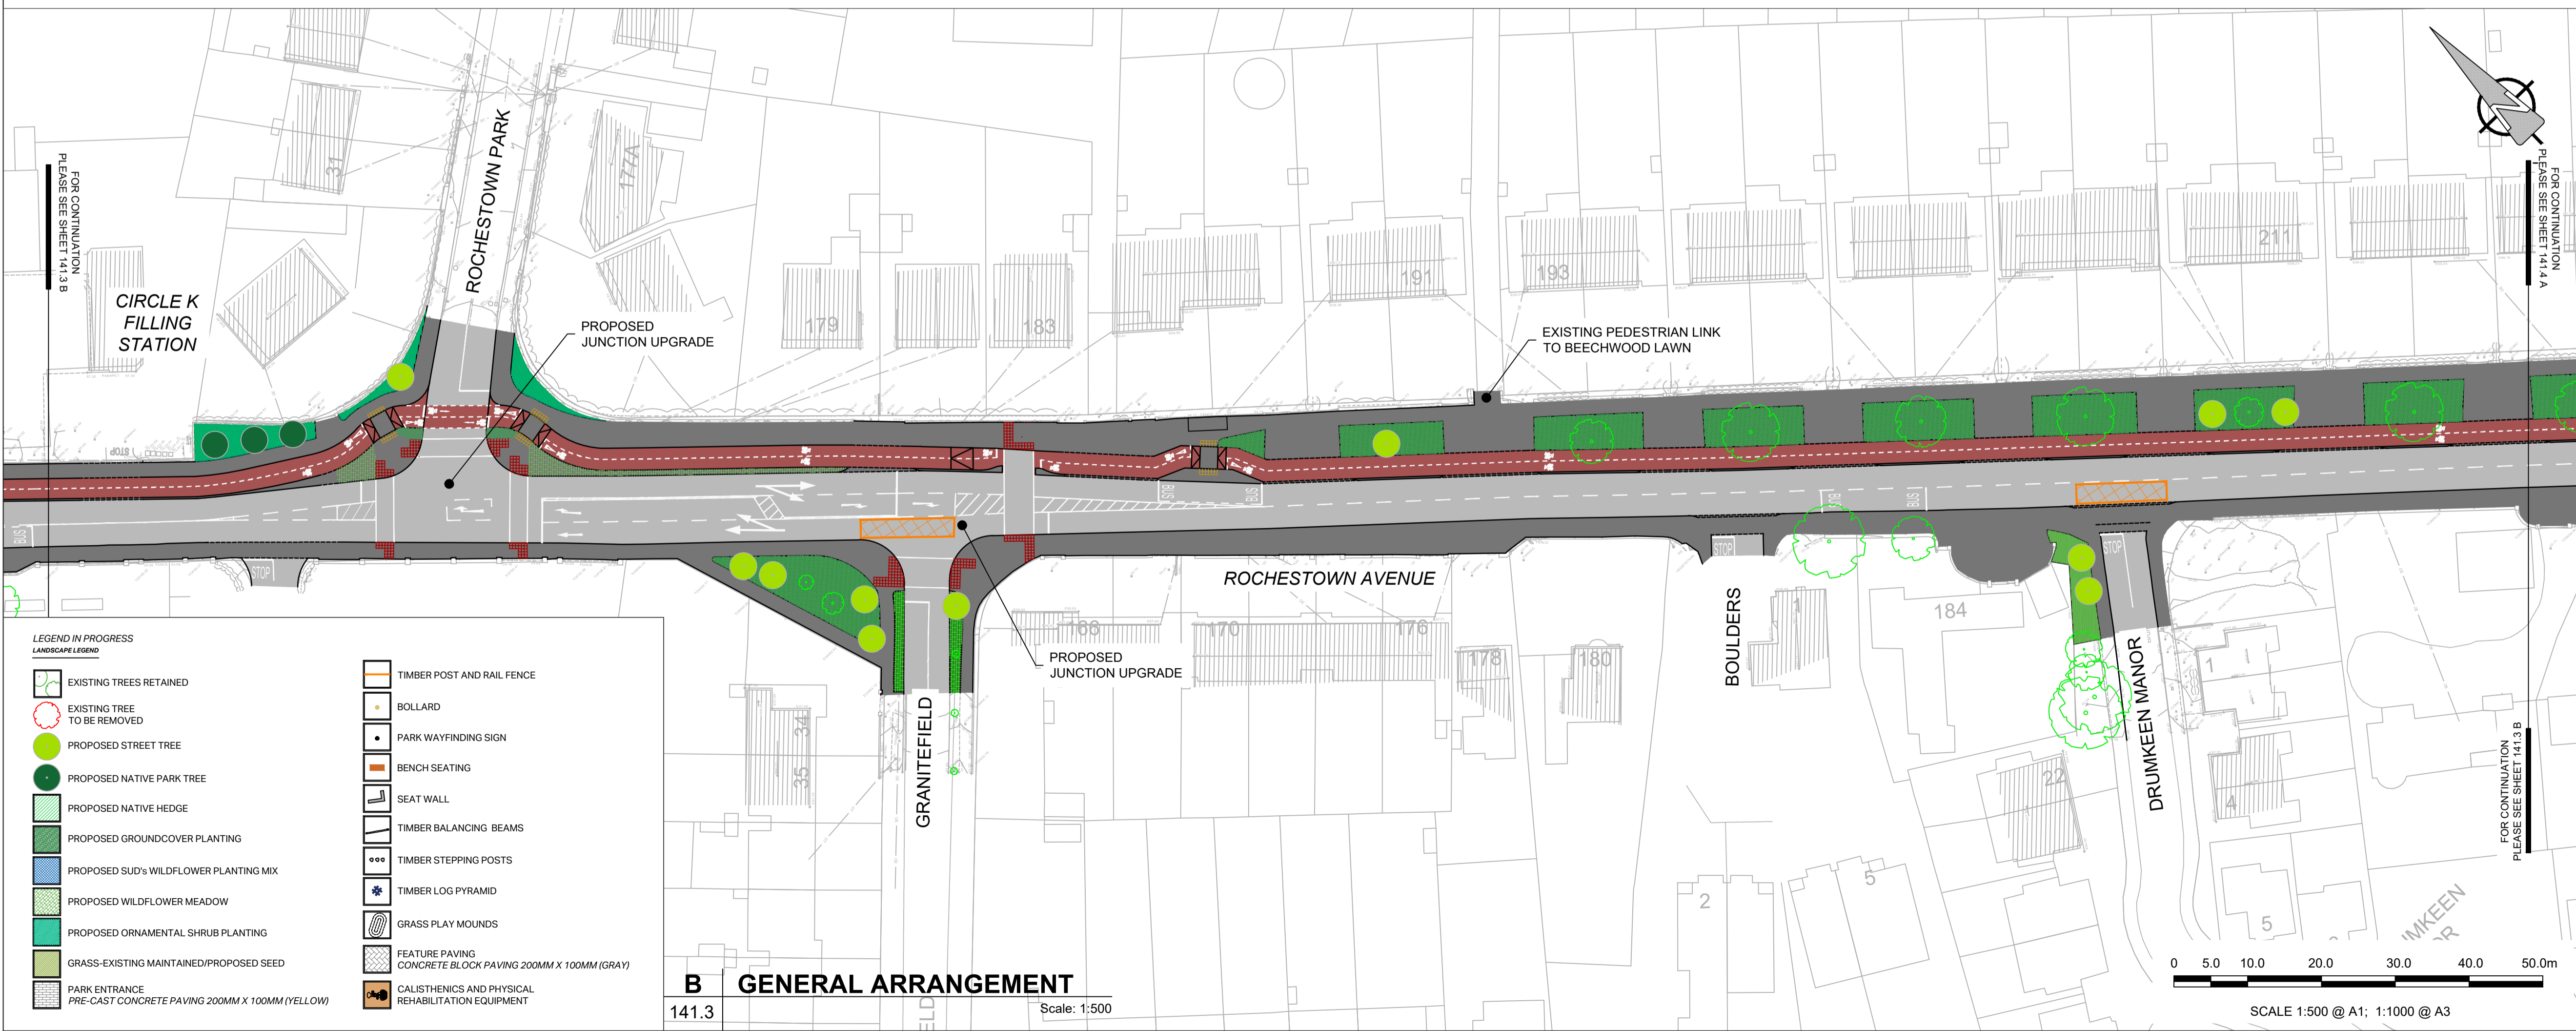 FOR CONTINUATION
PLEASE SEE SHEET 141.3 B
CIRCLE K
FILLING
STATION
31
ROCHESTOWN PARK
177A
PROPOSED
JUNCTION UPGRADE
179
183
191
193
211
EXISTING PEDESTRIAN LINK
TO BEECHWOOD LAWN
FOR CONTINUATION
PLEASE SEE SHEET 141.4 A
STOP
BUS
STOP
BUS
BUS
BUS
BUS
STOP
STOP
ROCHESTOWN AVENUE
166
170
176
178
180
1
184
BOULDERS
PROPOSED
JUNCTION UPGRADE
GRANITEFIELD
34
35
DRUMKEEN MANOR
1
22
4
2
5
5
UMKEEN
OR
ELD
FOR CONTINUATION
PLEASE SEE SHEET 141.3 B
LEGEND IN PROGRESS
LANDSCAPE LEGEND
EXISTING TREES RETAINED
EXISTING TREE
TO BE REMOVED
PROPOSED STREET TREE
PROPOSED NATIVE PARK TREE
PROPOSED NATIVE HEDGE
PROPOSED GROUNDCOVER PLANTING
PROPOSED SUD's WILDFLOWER PLANTING MIX
PROPOSED WILDFLOWER MEADOW
PROPOSED ORNAMENTAL SHRUB PLANTING
GRASS-EXISTING MAINTAINED/PROPOSED SEED
PARK ENTRANCE
PRE-CAST CONCRETE PAVING 200MM X 100MM (YELLOW)
TIMBER POST AND RAIL FENCE
BOLLARD
PARK WAYFINDING SIGN
BENCH SEATING
SEAT WALL
TIMBER BALANCING BEAMS
TIMBER STEPPING POSTS
TIMBER LOG PYRAMID
GRASS PLAY MOUNDS
FEATURE PAVING
CONCRETE BLOCK PAVING 200MM X 100MM (GRAY)
CALISTHENICS AND PHYSICAL
REHABILITATION EQUIPMENT
B
141.3
GENERAL ARRANGEMENT
Scale: 1:500
0 5.0 10.0 20.0 30.0 40.0 50.0m
SCALE 1:500 @ A1; 1:1000 @ A3